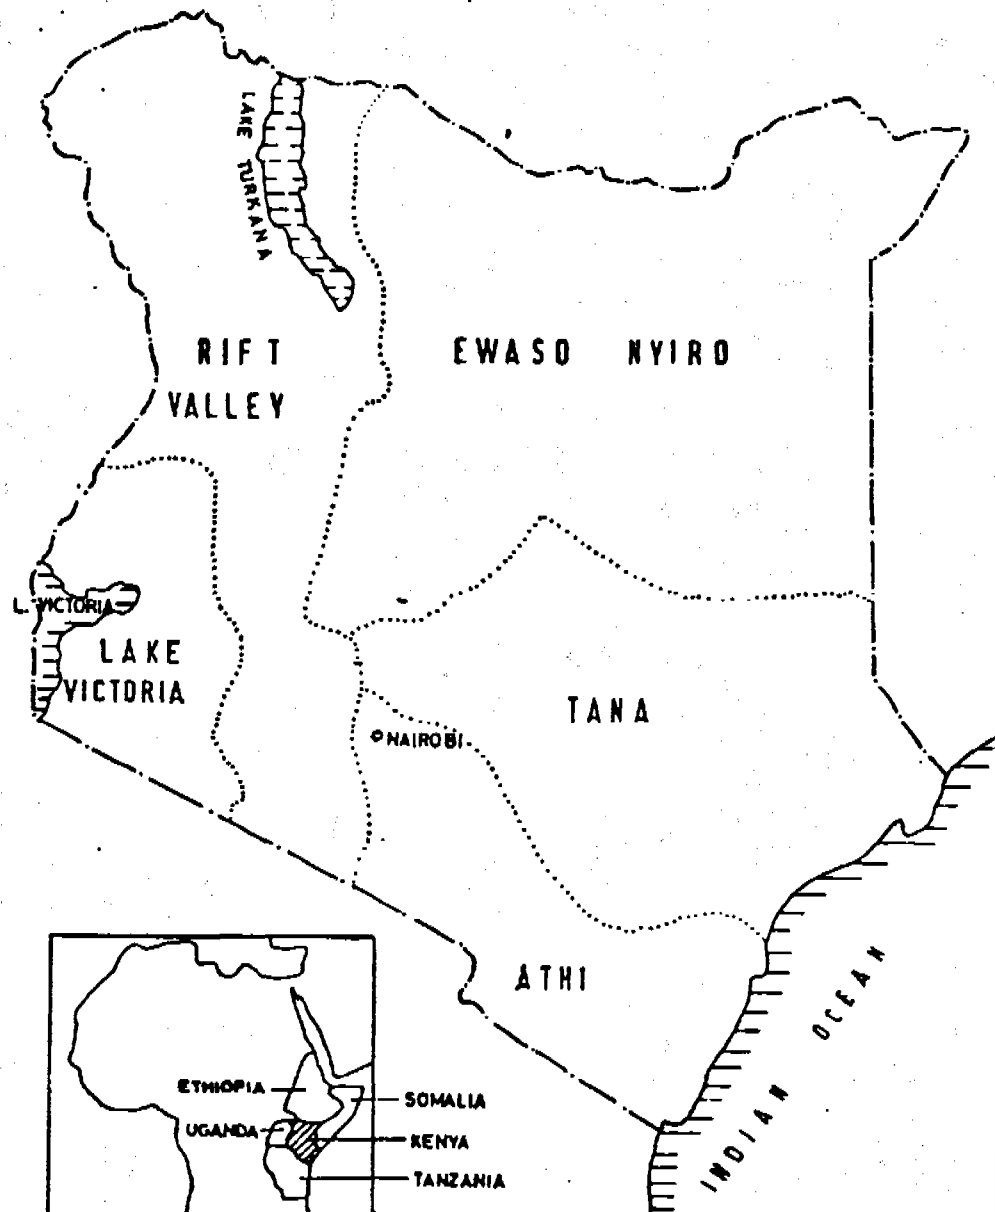 LAKE TURKANA
RIFT
VALLEY
EWASO NYIRO
L. VICTORIA
LAKE
VICTORIA
TANA
NAIROBI
ATHI
INDIAN OCEAN
ETHIOPIA
SOMALIA
UGANDA
KENYA
TANZANIA